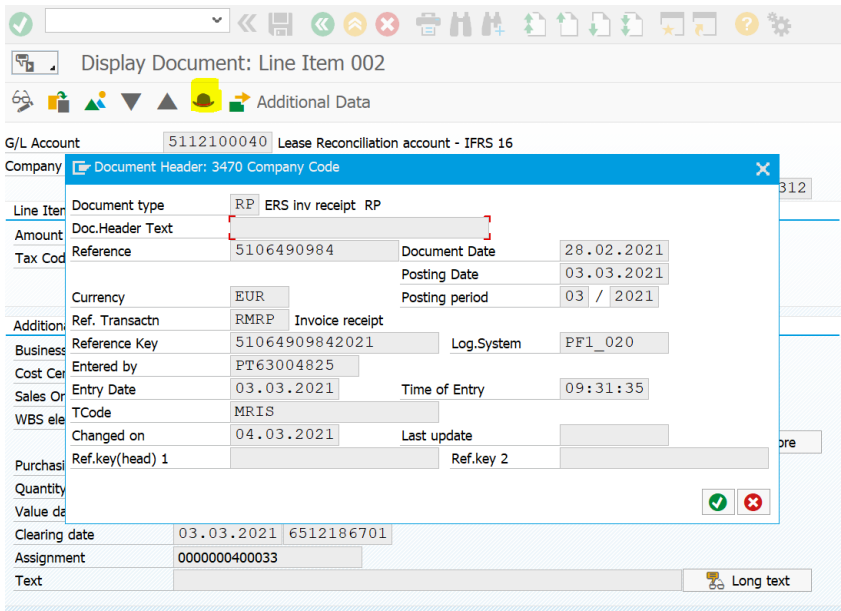 Display Document: Line Item 002
Additional Data
G/L Account 5112100040 Lease Reconciliation account - IFRS 16
Company
312
Document Header: 3470 Company Code
Document type RP ERS inv receipt RP
Doc.Header Text
Reference 5106490984 Document Date 28.02.2021
Posting Date 03.03.2021
Currency EUR Posting period 03 / 2021
Ref. Transactn RMRP Invoice receipt
Reference Key 51064909842021 Log.System PF1_020
Entered by PT63004825
Entry Date 03.03.2021 Time of Entry 09:31:35
TCode MRIS
Changed on 04.03.2021 Last update
Ref.key(head) 1 Ref.key 2
Line Iten
Amount
Tax Cod
Additiona
Business
Cost Cen
Sales Or
WBS ele
ore
Purchasi
Quantity
Value da
Clearing date 03.03.2021 6512186701
Assignment 0000000400033
Text Long text